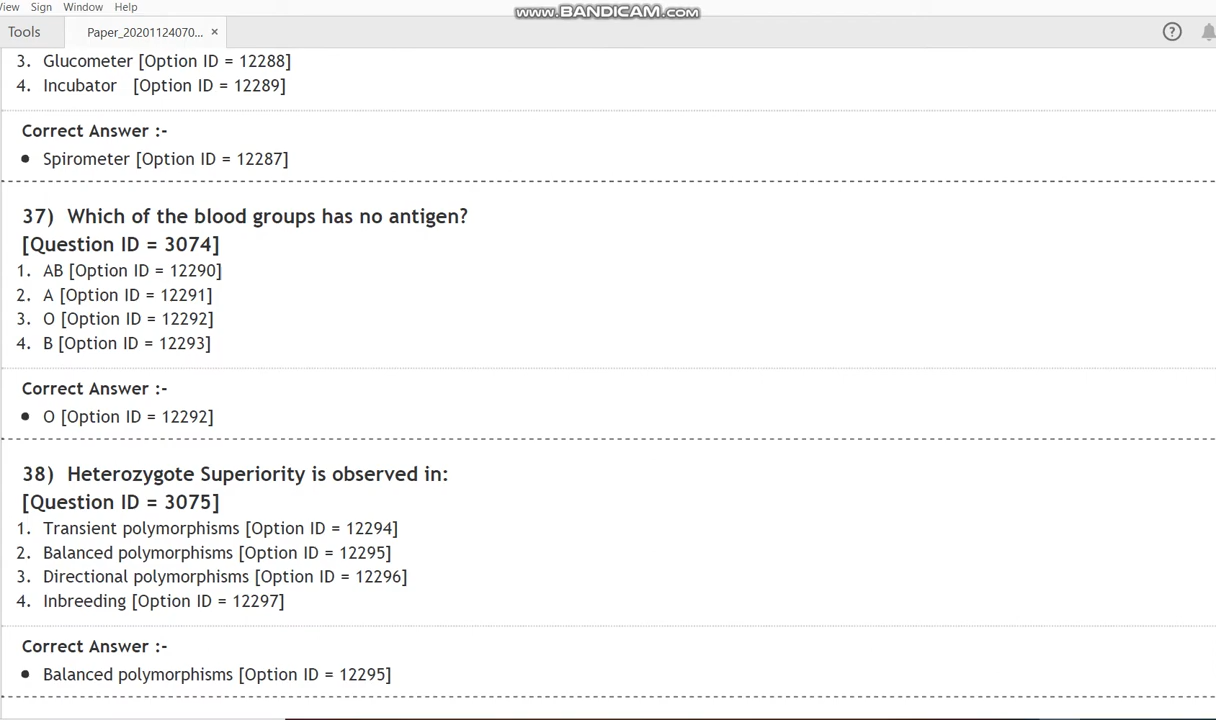 View Sign Window Help
www.BANDICAM.com
Tools Paper_20201124070... × ?
3. Glucometer [Option ID = 12288]
4. Incubator [Option ID = 12289]
Correct Answer :-
• Spirometer [Option ID = 12287]
37) Which of the blood groups has no antigen?
[Question ID = 3074]
1. AB [Option ID = 12290]
2. A [Option ID = 12291]
3. O [Option ID = 12292]
4. B [Option ID = 12293]
Correct Answer :-
• O [Option ID = 12292]
38) Heterozygote Superiority is observed in:
[Question ID = 3075]
1. Transient polymorphisms [Option ID = 12294]
2. Balanced polymorphisms [Option ID = 12295]
3. Directional polymorphisms [Option ID = 12296]
4. Inbreeding [Option ID = 12297]
Correct Answer :-
• Balanced polymorphisms [Option ID = 12295]